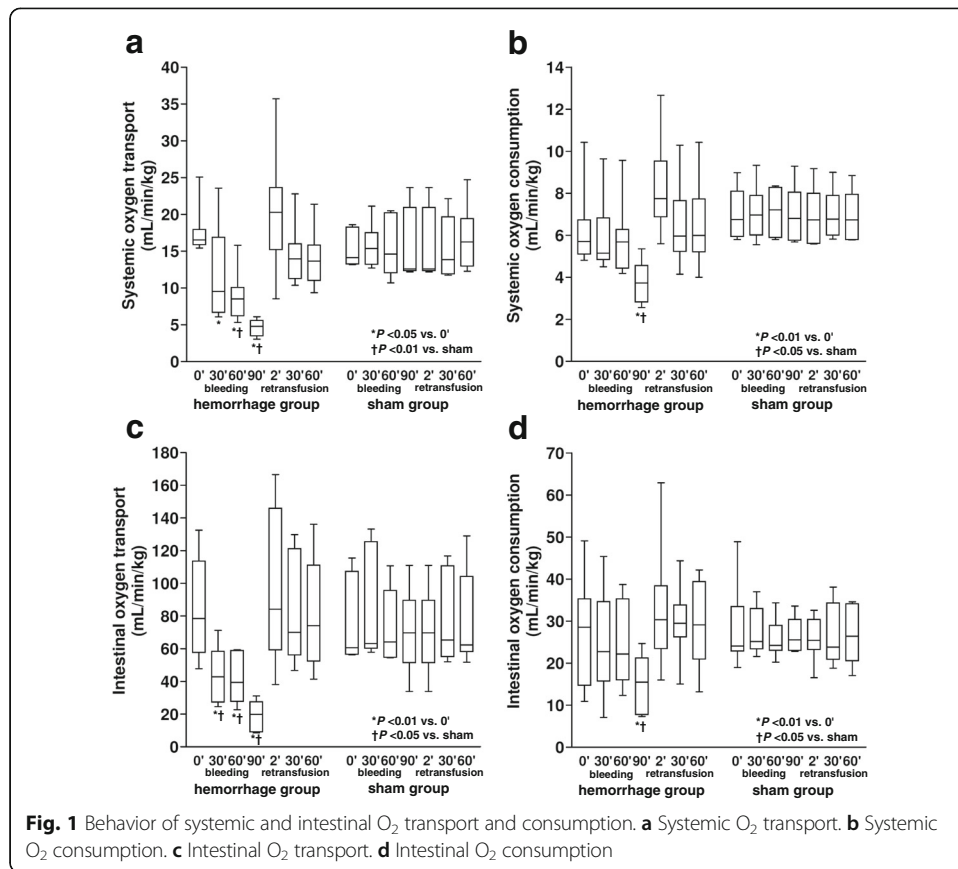 a
Systemic oxygen transport
(mL/min/kg)
40
35
30
25
20
15
10
5
0
*
*†
*†
*P <0.05 vs. 0'
†P <0.01 vs. sham
0' 30' 60' 90' 2' 30' 60' 0' 30' 60' 90' 2' 30' 60'
bleeding retransfusion bleeding retransfusion
hemorrhage group sham group
b
Systemic oxygen consumption
(mL/min/kg)
14
12
10
8
6
4
2
0
*†
*P <0.01 vs. 0'
†P <0.05 vs. sham
0' 30' 60' 90' 2' 30' 60' 0' 30' 60' 90' 2' 30' 60'
bleeding retransfusion bleeding retransfusion
hemorrhage group sham group
c
Intestinal oxygen transport
(mL/min/kg)
180
160
140
120
100
80
60
40
20
0
*†
*†
*†
*P <0.01 vs. 0'
†P <0.05 vs. sham
0' 30' 60' 90' 2' 30' 60' 0' 30' 60' 90' 2' 30' 60'
bleeding retransfusion bleeding retransfusion
hemorrhage group sham group
d
Intestinal oxygen consumption
(mL/min/kg)
70
60
50
40
30
20
10
0
*†
*P <0.01 vs. 0'
†P <0.05 vs. sham
0' 30' 60' 90' 2' 30' 60' 0' 30' 60' 90' 2' 30' 60'
bleeding retransfusion bleeding retransfusion
hemorrhage group sham group
Fig. 1 Behavior of systemic and intestinal O₂ transport and consumption. a Systemic O₂ transport. b Systemic
O₂ consumption. c Intestinal O₂ transport. d Intestinal O₂ consumption